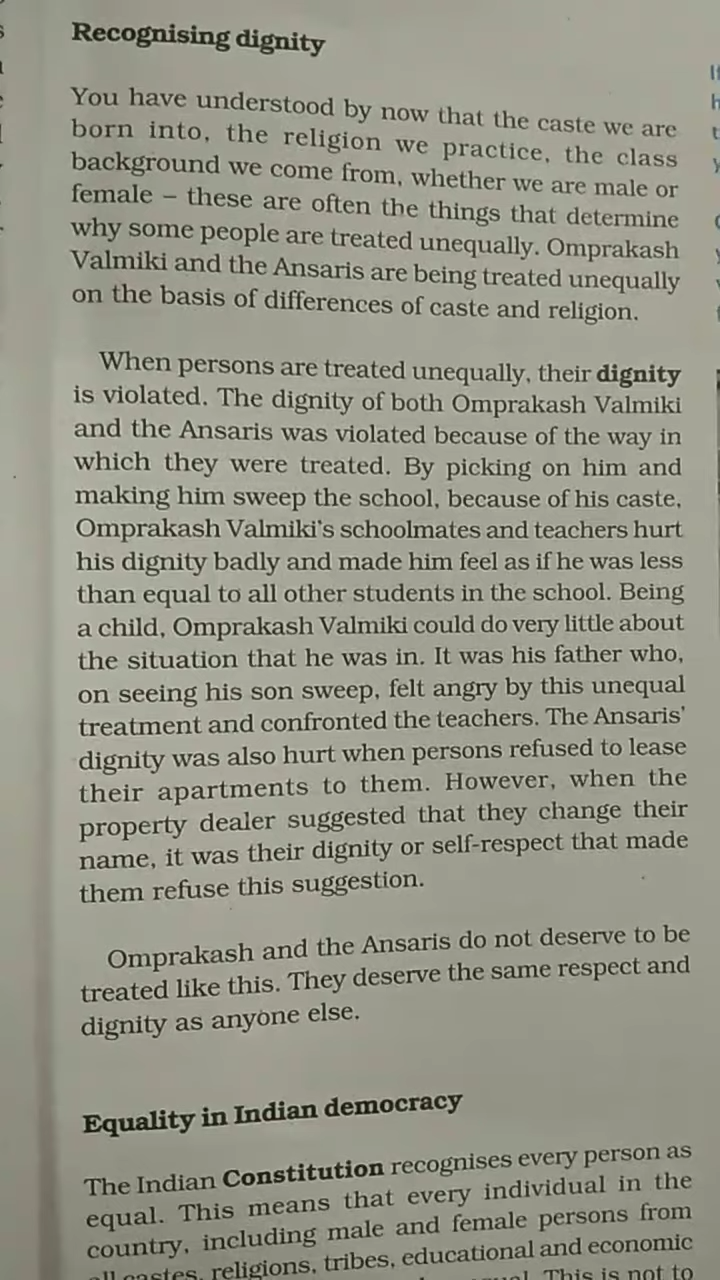 Recognising dignity
You have understood by now that the caste we are
born into, the religion we practice, the class
background we come from, whether we are male or
female – these are often the things that determine
why some people are treated unequally. Omprakash
Valmiki and the Ansaris are being treated unequally
on the basis of differences of caste and religion.
When persons are treated unequally, their dignity
is violated. The dignity of both Omprakash Valmiki
and the Ansaris was violated because of the way in
which they were treated. By picking on him and
making him sweep the school, because of his caste,
Omprakash Valmiki's schoolmates and teachers hurt
his dignity badly and made him feel as if he was less
than equal to all other students in the school. Being
a child, Omprakash Valmiki could do very little about
the situation that he was in. It was his father who,
on seeing his son sweep, felt angry by this unequal
treatment and confronted the teachers. The Ansaris'
dignity was also hurt when persons refused to lease
their apartments to them. However, when the
property dealer suggested that they change their
name, it was their dignity or self-respect that made
them refuse this suggestion.
Omprakash and the Ansaris do not deserve to be
treated like this. They deserve the same respect and
dignity as anyone else.
Equality in Indian democracy
The Indian Constitution recognises every person as
equal. This means that every individual in the
country, including male and female persons from
all castes, religions, tribes, educational and economic
This is not to